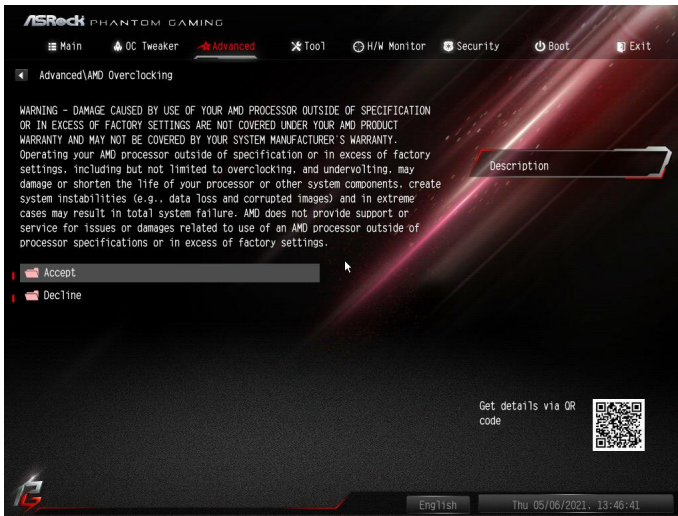 ASRock PHANTOM GAMING
Main OC Tweaker Advanced Tool H/W Monitor Security Boot Exit
Advanced\AMD Overclocking
WARNING - DAMAGE CAUSED BY USE OF YOUR AMD PROCESSOR OUTSIDE OF SPECIFICATION
OR IN EXCESS OF FACTORY SETTINGS ARE NOT COVERED UNDER YOUR AMD PRODUCT
WARRANTY AND MAY NOT BE COVERED BY YOUR SYSTEM MANUFACTURER'S WARRANTY.
Operating your AMD processor outside of specification or in excess of factory
settings, including but not limited to overclocking, and undervolting, may
damage or shorten the life of your processor or other system components, create
system instabilities (e.g., data loss and corrupted images) and in extreme
cases may result in total system failure. AMD does not provide support or
service for issues or damages related to use of an AMD processor outside of
processor specifications or in excess of factory settings.
Description
Accept
Decline
Get details via QR
code
English Thu 05/06/2021, 13:46:41